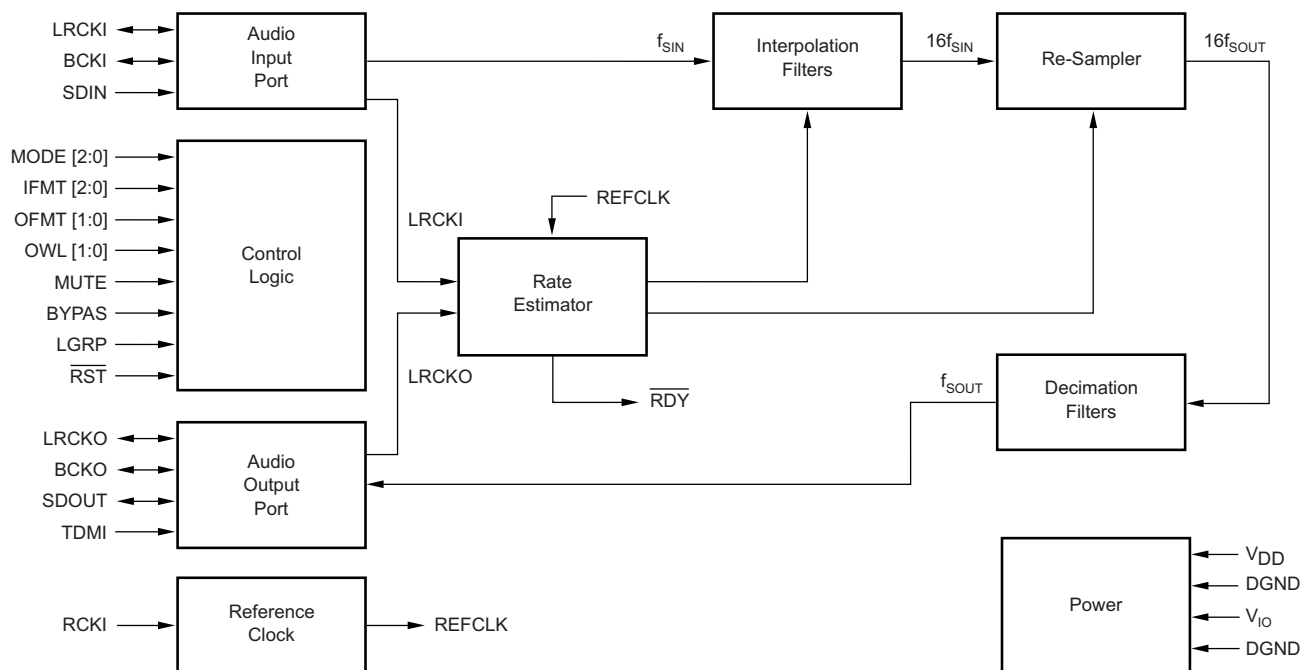 LRCKI
BCKI
SDIN
Audio
Input
Port
f_SIN
Interpolation
Filters
16f_SIN
Re-Sampler
16f_SOUT
MODE [2:0]
IFMT [2:0]
OFMT [1:0]
OWL [1:0]
MUTE
BYPAS
LGRP
R̅S̅T̅
Control
Logic
LRCKI
REFCLK
Rate
Estimator
LRCKO
R̅D̅Y̅
f_SOUT
Decimation
Filters
LRCKO
BCKO
SDOUT
TDMI
Audio
Output
Port
RCKI
Reference
Clock
REFCLK
Power
V_DD
DGND
V_IO
DGND